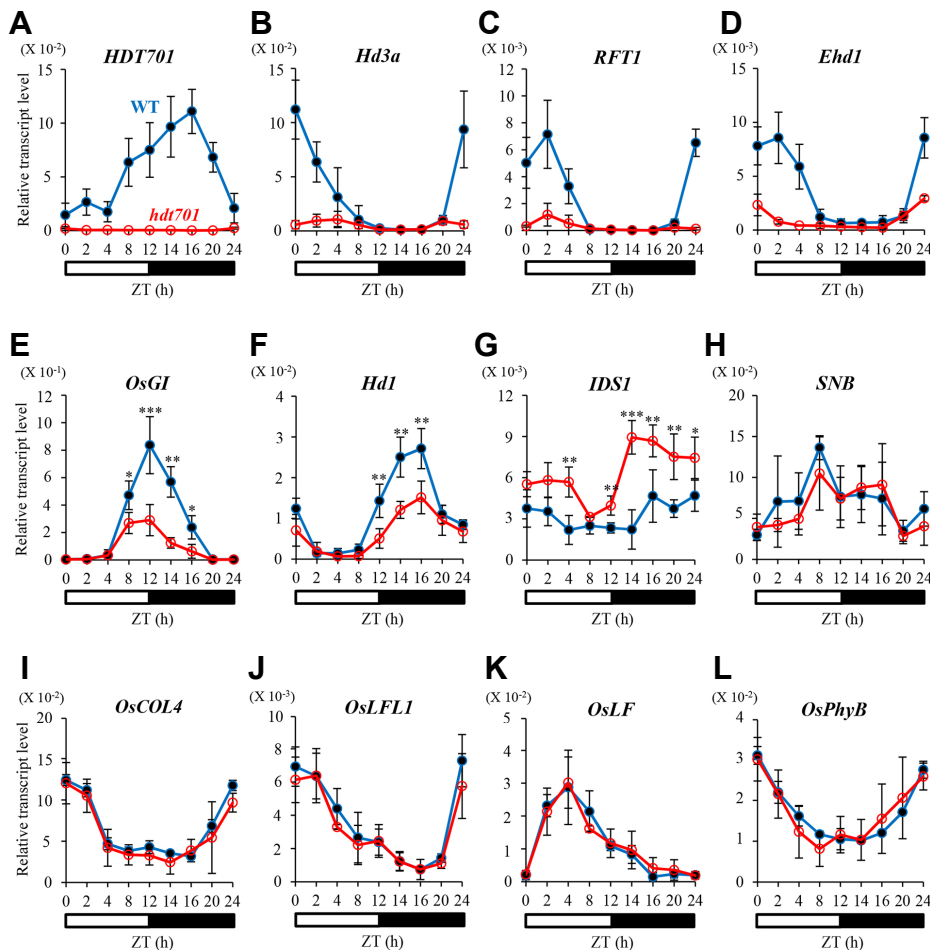 A
B
C
D
(X 10-2)
HDT701
(X 10-2)
Hd3a
(X 10-3)
RFT1
(X 10-3)
Ehd1
Relative transcript level
15
10
5
0
WT
hdt701
15
10
5
0
12
10
8
6
4
2
0
15
10
5
0
0 2 4 8 12 14 16 20 24
0 2 4 8 12 14 16 20 24
0 2 4 8 12 14 16 20 24
0 2 4 8 12 14 16 20 24
ZT (h)
ZT (h)
ZT (h)
ZT (h)
E
F
G
H
(X 10-1)
OsGI
(X 10-2)
Hd1
(X 10-3)
IDS1
(X 10-2)
SNB
Relative transcript level
12
10
8
6
4
2
0
* *** ** *
4
3
2
1
0
** ** **
12
9
6
3
0
** ** *** ** ** *
20
15
10
5
0
0 2 4 8 12 14 16 20 24
0 2 4 8 12 14 16 20 24
0 2 4 8 12 14 16 20 24
0 2 4 8 12 14 16 20 24
ZT (h)
ZT (h)
ZT (h)
ZT (h)
I
J
K
L
(X 10-2)
OsCOL4
(X 10-3)
OsLFL1
(X 10-2)
OsLF
(X 10-2)
OsPhyB
Relative transcript level
20
15
10
5
0
10
8
6
4
2
0
5
4
3
2
1
0
4
3
2
1
0
0 2 4 8 12 14 16 20 24
0 2 4 8 12 14 16 20 24
0 2 4 8 12 14 16 20 24
0 2 4 8 12 14 16 20 24
ZT (h)
ZT (h)
ZT (h)
ZT (h)